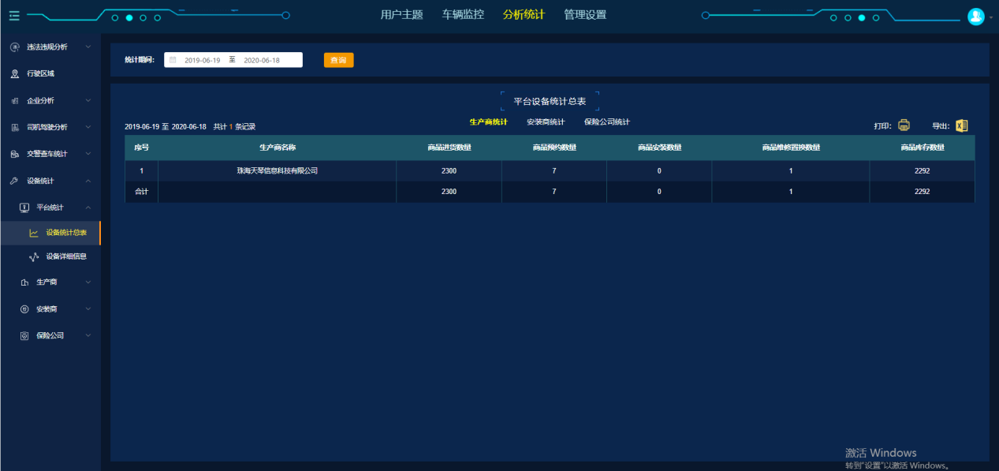 用户主题 车辆监控 分析统计 管理设置
违法违规分析
行驶区域
企业分析
司机驾驶分析
交警查车统计
设备统计
平台统计
设备统计总表
设备详细信息
生产商
安装商
保险公司
统计期间: 2019-06-19 至 2020-06-18 查询
平台设备统计总表
2019-06-19 至 2020-06-18 共计 1 条记录
生产商统计 安装商统计 保险公司统计
打印: 导出:
序号 生产商名称 商品进货数量 商品预约数量 商品安装数量 商品维修置换数量 商品库存数量
1 珠海天琴信息科技有限公司 2300 7 0 1 2292
合计 2300 7 0 1 2292
激活 Windows
转到"设置"以激活 Windows。